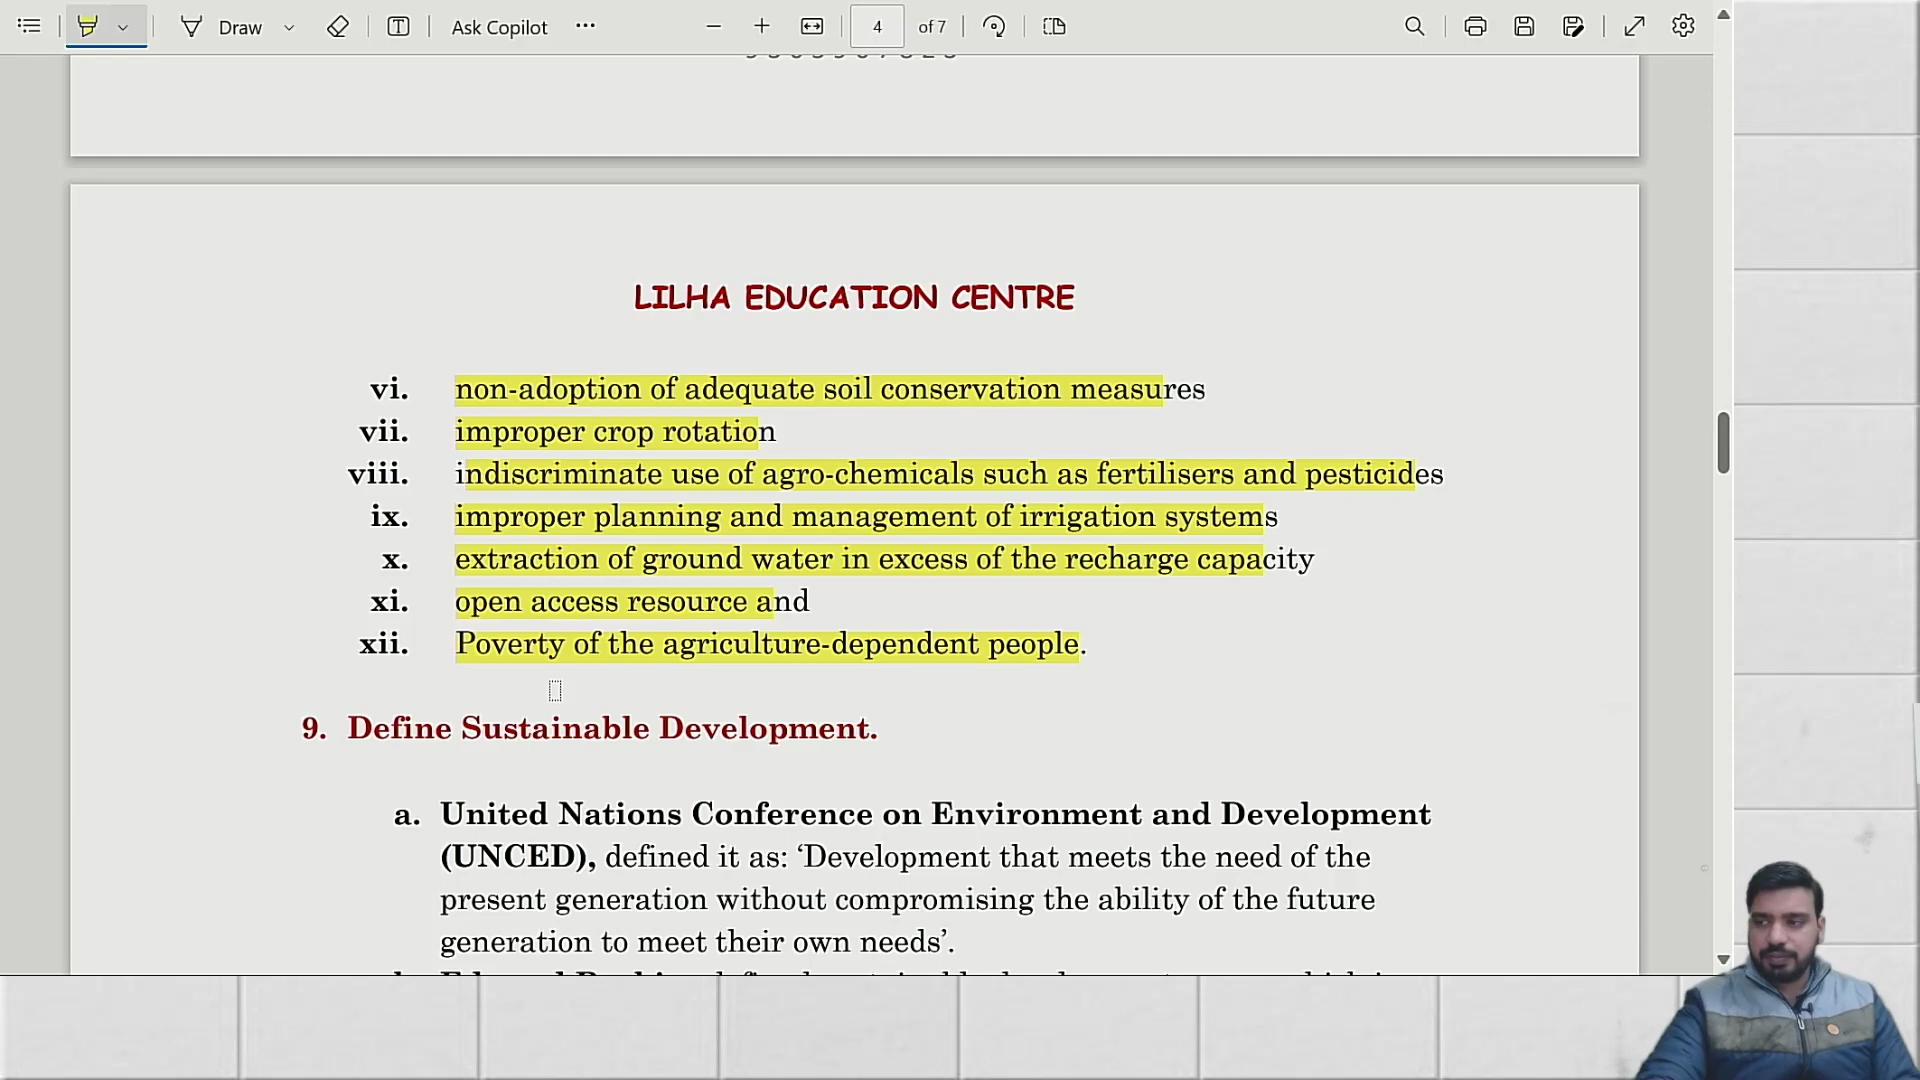 Draw
Ask Copilot
4 of 7
LILHA EDUCATION CENTRE
vi. non-adoption of adequate soil conservation measures
vii. improper crop rotation
viii. indiscriminate use of agro-chemicals such as fertilisers and pesticides
ix. improper planning and management of irrigation systems
x. extraction of ground water in excess of the recharge capacity
xi. open access resource and
xii. Poverty of the agriculture-dependent people.
9. Define Sustainable Development.
a. United Nations Conference on Environment and Development
(UNCED), defined it as: ‘Development that meets the need of the
present generation without compromising the ability of the future
generation to meet their own needs’.